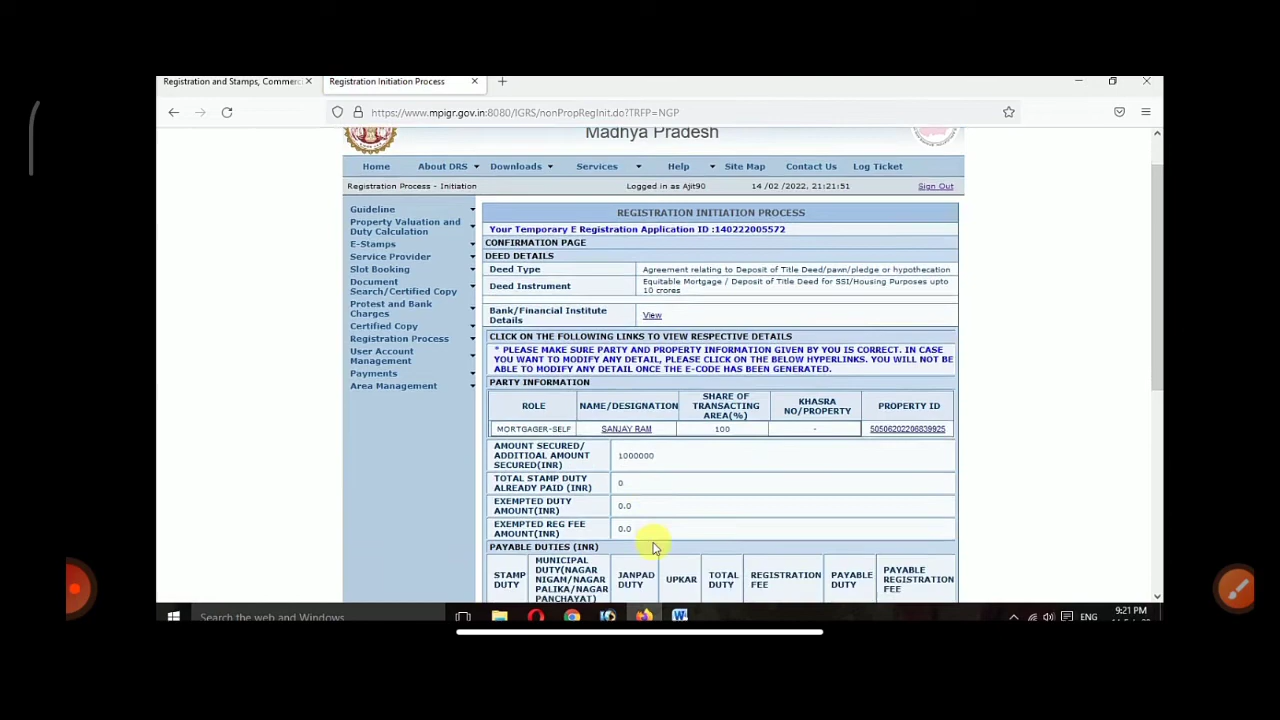 Registration and Stamps, Commerci
Registration Initiation Process
https://www.mpigr.gov.in:8080/IGRS/nonPropRegInit.do?TRFP=NGP
Madhya Pradesh
Home About DRS Downloads Services Help Site Map Contact Us Log Ticket
Registration Process - Initiation Logged in as Ajit90 14 /02 /2022, 21:21:51 Sign Out
Guideline
Property Valuation and
Duty Calculation
E-Stamps
Service Provider
Slot Booking
Document
Search/Certified Copy
Protest and Bank
Charges
Certified Copy
Registration Process
User Account
Management
Payments
Area Management
REGISTRATION INITIATION PROCESS
Your Temporary E Registration Application ID :140222005572
CONFIRMATION PAGE
DEED DETAILS
Deed Type Agreement relating to Deposit of Title Deed/pawn/pledge or hypothecation
Deed Instrument Equitable Mortgage / Deposit of Title Deed for SSI/Housing Purposes upto
10 crores
Bank/Financial Institute
Details View
CLICK ON THE FOLLOWING LINKS TO VIEW RESPECTIVE DETAILS
* PLEASE MAKE SURE PARTY AND PROPERTY INFORMATION GIVEN BY YOU IS CORRECT. IN CASE
YOU WANT TO MODIFY ANY DETAIL, PLEASE CLICK ON THE BELOW HYPERLINKS. YOU WILL NOT BE
ABLE TO MODIFY ANY DETAIL ONCE THE E-CODE HAS BEEN GENERATED.
PARTY INFORMATION
ROLE NAME/DESIGNATION SHARE OF
TRANSACTING
AREA(%) KHASRA
NO/PROPERTY PROPERTY ID
MORTGAGER-SELF SANJAY RAM 100 - 50506202206839925
AMOUNT SECURED/
ADDITIOAL AMOUNT
SECURED(INR) 1000000
TOTAL STAMP DUTY
ALREADY PAID (INR) 0
EXEMPTED DUTY
AMOUNT(INR) 0.0
EXEMPTED REG FEE
AMOUNT(INR) 0.0
PAYABLE DUTIES (INR)
STAMP
DUTY MUNICIPAL
DUTY(NAGAR
NIGAM/NAGAR
PALIKA/NAGAR
PANCHAYAT) JANPAD
DUTY UPKAR TOTAL
DUTY REGISTRATION
FEE PAYABLE
DUTY PAYABLE
REGISTRATION
FEE
Search the web and Windows
ENG
9:21 PM